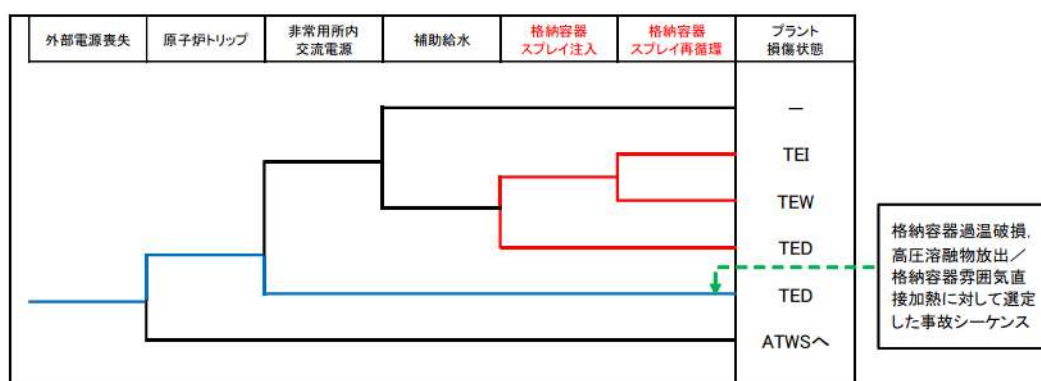 外部電源喪失
原子炉トリップ
非常用所内
交流電源
補助給水
格納容器
スプレイ注入
格納容器
スプレイ再循環
プラント
損傷状態
—
TEI
TEW
TED
TED
ATWSへ
格納容器過温破損,
高圧溶融物放出／
格納容器雰囲気直
接加熱に対して選定
した事故シーケンス